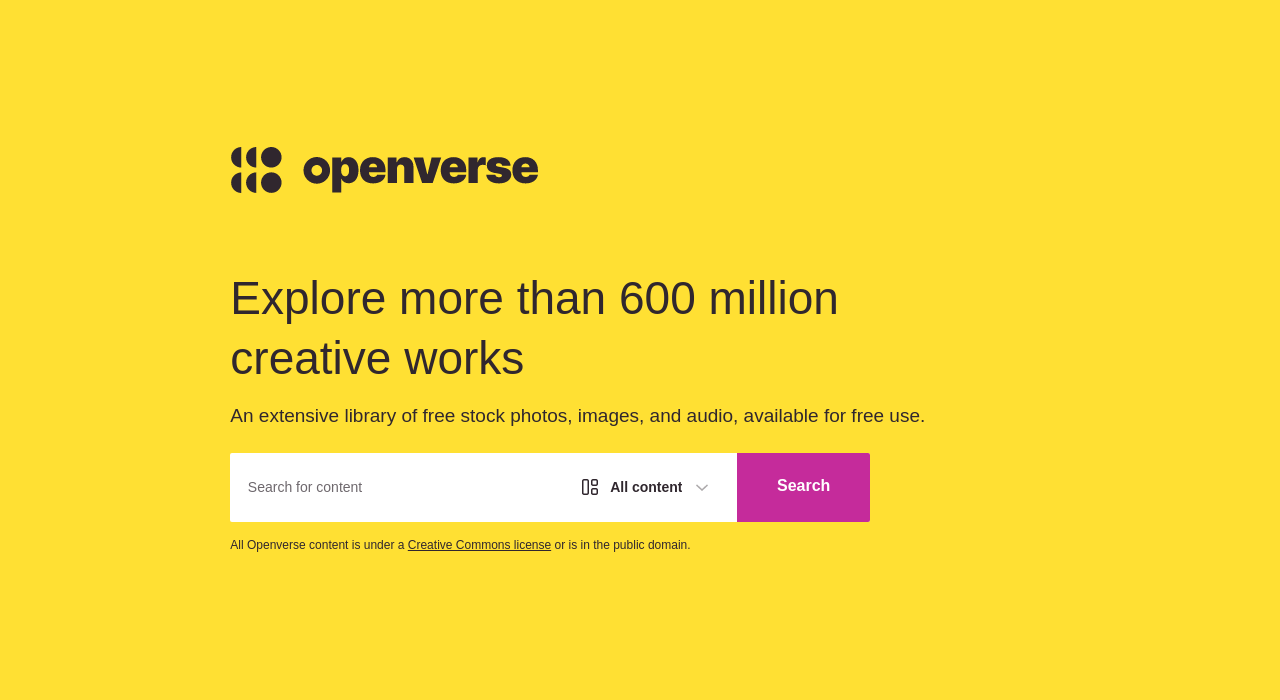 openverse
Explore more than 600 million
creative works
An extensive library of free stock photos, images, and audio, available for free use.
Search for content
All content
Search
All Openverse content is under a Creative Commons license or is in the public domain.